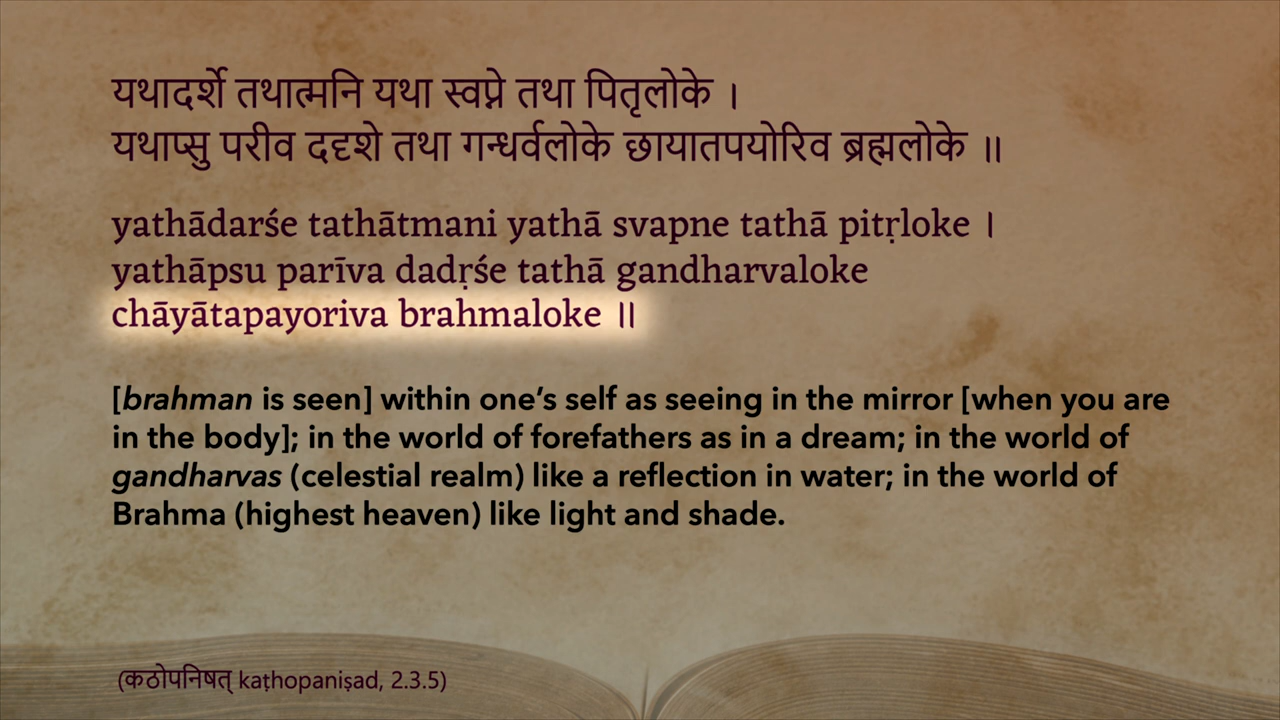 यथादर्शे तथात्मनि यथा स्वप्ने तथा पितृलोके ।
यथाप्सु परीव ददृशे तथा गन्धर्वलोके छायातपयोरिव ब्रह्मलोके ॥
yathādarśe tathātmani yathā svapne tathā pitṛloke ।
yathāpsu parīva dadṛśe tathā gandharvaloke
chāyātapayoriva brahmaloke ॥
[brahman is seen] within one’s self as seeing in the mirror [when you are
in the body]; in the world of forefathers as in a dream; in the world of
gandharvas (celestial realm) like a reflection in water; in the world of
Brahma (highest heaven) like light and shade.
(कठोपनिषत् kaṭhopaniṣad, 2.3.5)